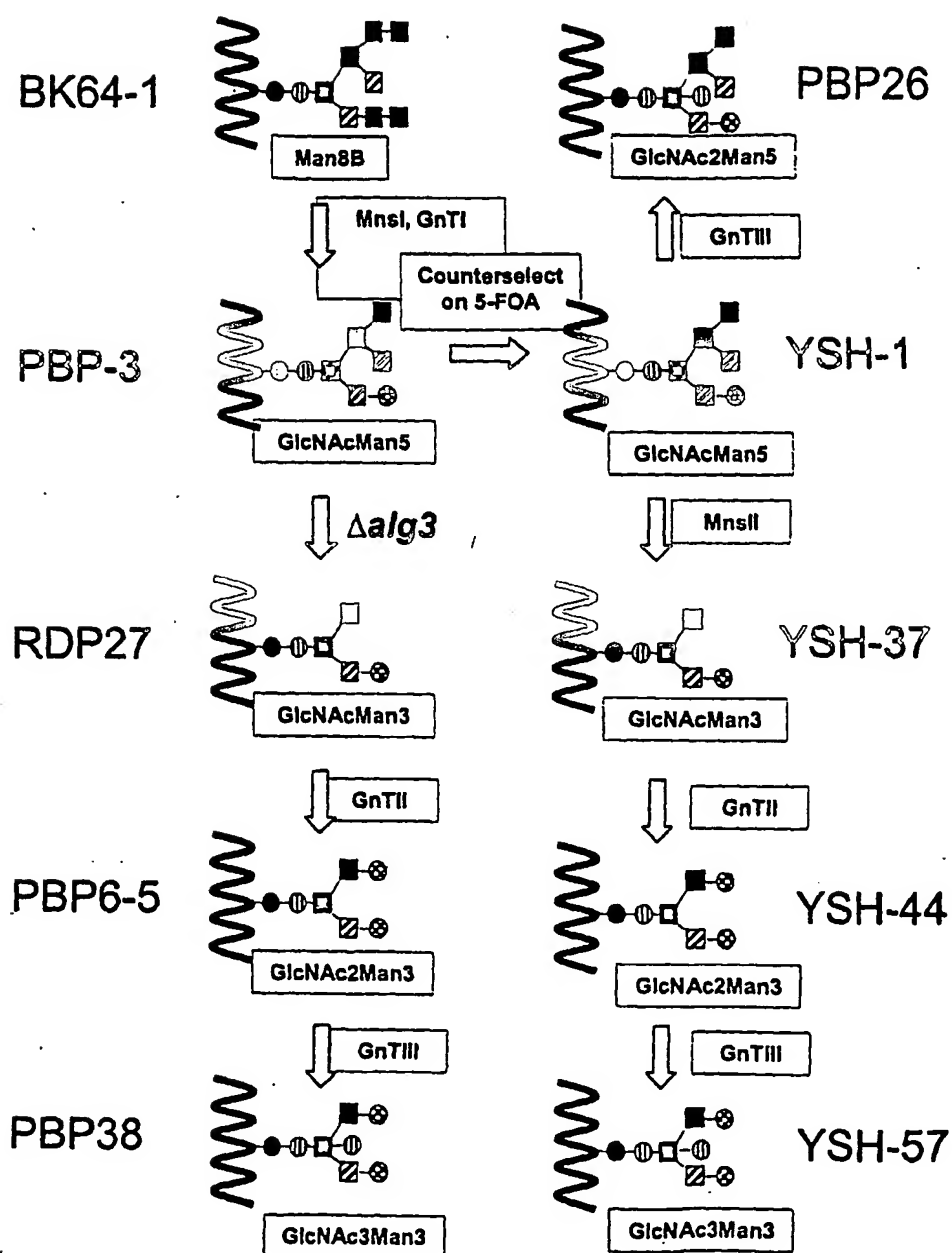 BK64-1
Man8B
PBP26
GlcNAc2Man5
MnsI, GnTI
GnTIII
Counterselect
on 5-FOA
PBP-3
GlcNAcMan5
YSH-1
GlcNAcMan5
Δalg3
MnsII
RDP27
GlcNAcMan3
YSH-37
GlcNAcMan3
GnTII
GnTII
PBP6-5
GlcNAc2Man3
YSH-44
GlcNAc2Man3
GnTIII
GnTIII
PBP38
GlcNAc3Man3
YSH-57
GlcNAc3Man3